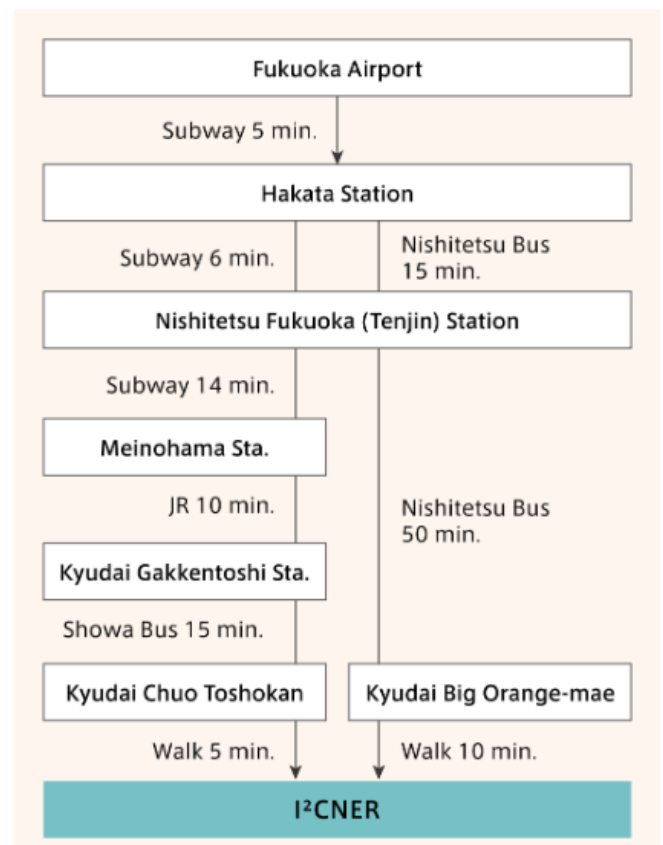 Fukuoka Airport
Subway 5 min.
Hakata Station
Subway 6 min.
Nishitetsu Bus
15 min.
Nishitetsu Fukuoka (Tenjin) Station
Subway 14 min.
Meinohama Sta.
JR 10 min.
Nishitetsu Bus
50 min.
Kyudai Gakkentoshi Sta.
Showa Bus 15 min.
Kyudai Chuo Toshokan
Kyudai Big Orange-mae
Walk 5 min.
Walk 10 min.
I²CNER